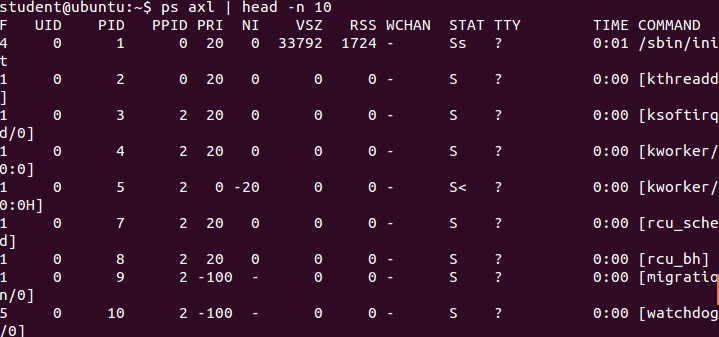 student@ubuntu:~$ ps axl | head -n 10
F   UID   PID  PPID PRI  NI    VSZ   RSS WCHAN  STAT TTY        TIME COMMAND
4     0     1     0  20   0  33792  1724 -      Ss   ?          0:01 /sbin/ini
t
1     0     2     0  20   0      0     0 -      S    ?          0:00 [kthreadd
]
1     0     3     2  20   0      0     0 -      S    ?          0:00 [ksoftirq
d/0]
1     0     4     2  20   0      0     0 -      S    ?          0:00 [kworker/
0:0]
1     0     5     2   0 -20      0     0 -      S<   ?          0:00 [kworker/
0:0H]
1     0     7     2  20   0      0     0 -      S    ?          0:00 [rcu_sche
d]
1     0     8     2  20   0      0     0 -      S    ?          0:00 [rcu_bh]
1     0     9     2 -100  -      0     0 -      S    ?          0:00 [migratio
n/0]
5     0    10     2 -100  -      0     0 -      S    ?          0:00 [watchdog
/0]